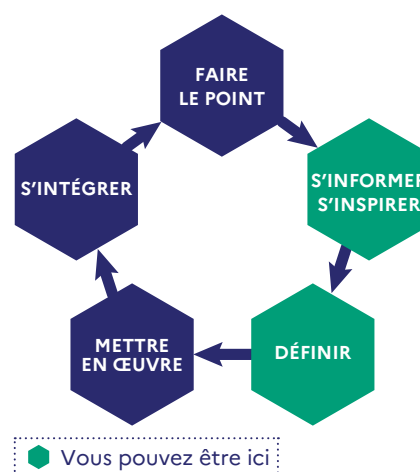 FAIRE
LE POINT
S'INFORMER
S'INSPIRER
DÉFINIR
METTRE
EN ŒUVRE
S'INTÉGRER
Vous pouvez être ici